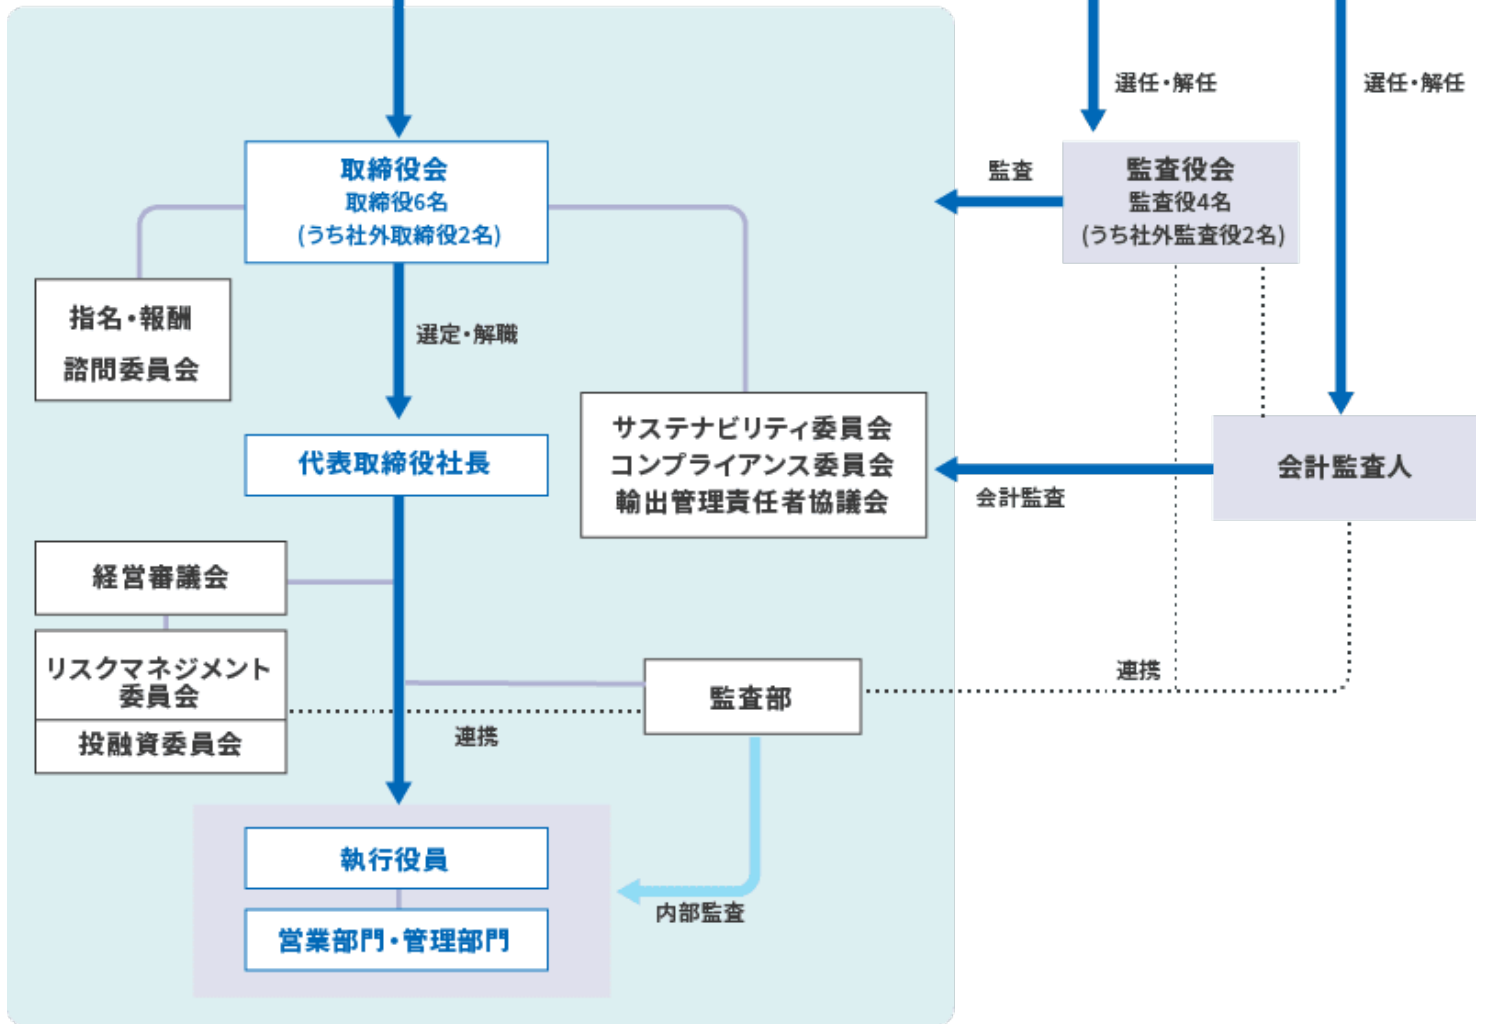 選任・解任
選任・解任
取締役会
取締役6名
(うち社外取締役2名)
監査
監査役会
監査役4名
(うち社外監査役2名)
指名・報酬
諮問委員会
選定・解職
サステナビリティ委員会
コンプライアンス委員会
輸出管理責任者協議会
代表取締役社長
会計監査人
会計監査
経営審議会
リスクマネジメント
委員会
投融資委員会
監査部
連携
連携
執行役員
内部監査
営業部門・管理部門